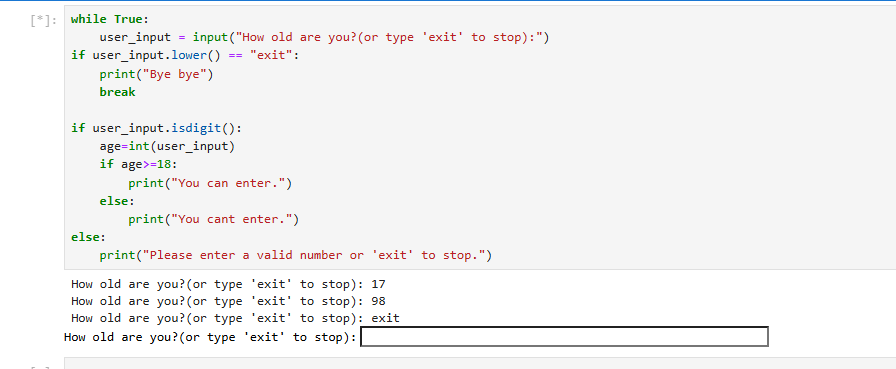 [*]: while True:
    user_input = input("How old are you?(or type 'exit' to stop):")
if user_input.lower() == "exit":
    print("Bye bye")
    break

if user_input.isdigit():
    age=int(user_input)
    if age>=18:
        print("You can enter.")
    else:
        print("You cant enter.")
else:
    print("Please enter a valid number or 'exit' to stop.")
How old are you?(or type 'exit' to stop): 17
How old are you?(or type 'exit' to stop): 98
How old are you?(or type 'exit' to stop): exit
How old are you?(or type 'exit' to stop):